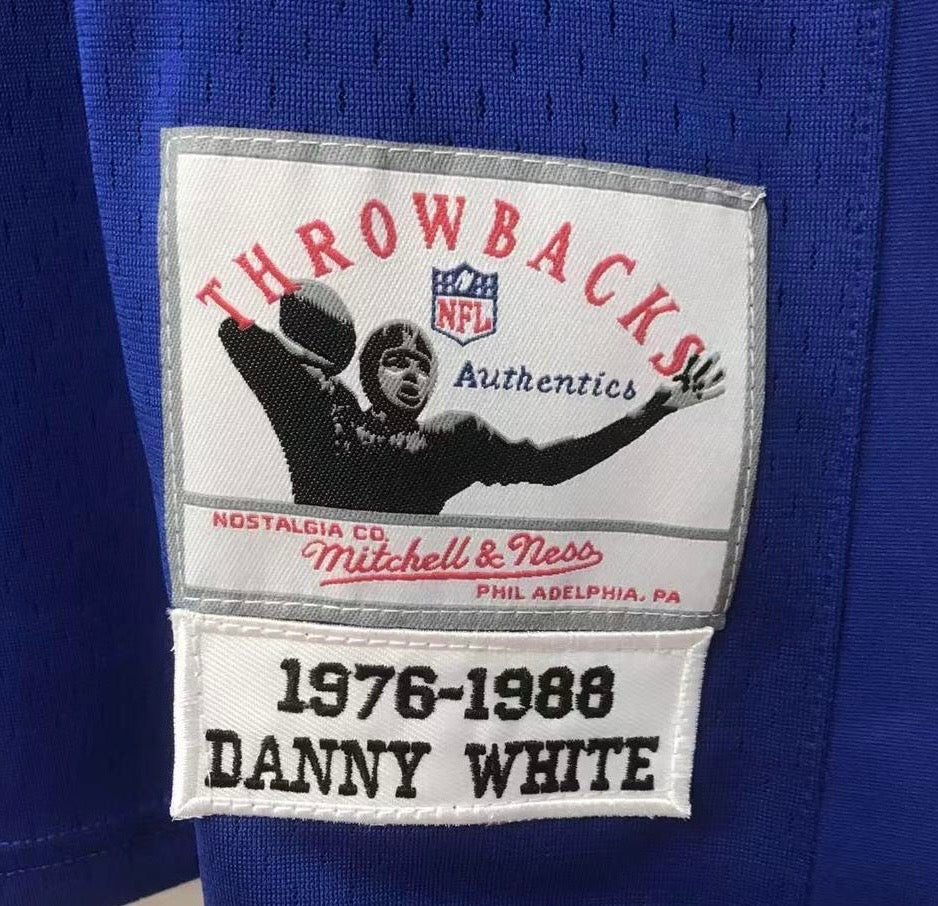 THROWBACKS
NFL
Authentics
NOSTALGIA CO.
Mitchell & Ness
PHILADELPHIA, PA
1976-1988
DANNY WHITE